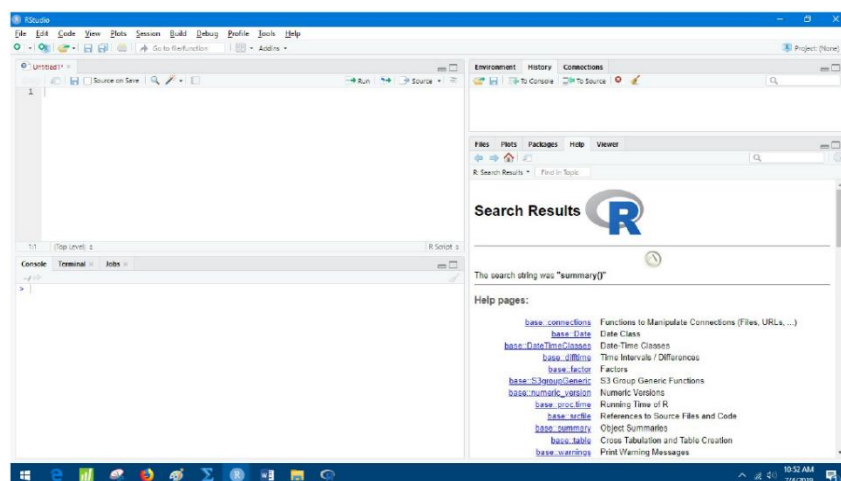 RStudio
File Edit Code View Plots Session Build Debug Profile Tools Help
Go to file/function Addins
Project: (None)
Untitled1*
Source on Save Run Source
1
1:1 (Top Level) R Script
Console Terminal Jobs
>
Environment History Connections
To Console To Source
Files Plots Packages Help Viewer
R: Search Results Find in Topic
Search Results R
The search string was "summary()"
Help pages:
base::connections Functions to Manipulate Connections (Files, URLs, ...)
base::Date Date Class
base::DateTimeClasses Date-Time Classes
base::difftime Time Intervals / Differences
base::factor Factors
base::S3groupGeneric S3 Group Generic Functions
base::numeric_version Numeric Versions
base::proc.time Running Time of R
base::srcfile References to Source Files and Code
base::summary Object Summaries
base::table Cross Tabulation and Table Creation
base::warnings Print Warning Messages
10:52 AM